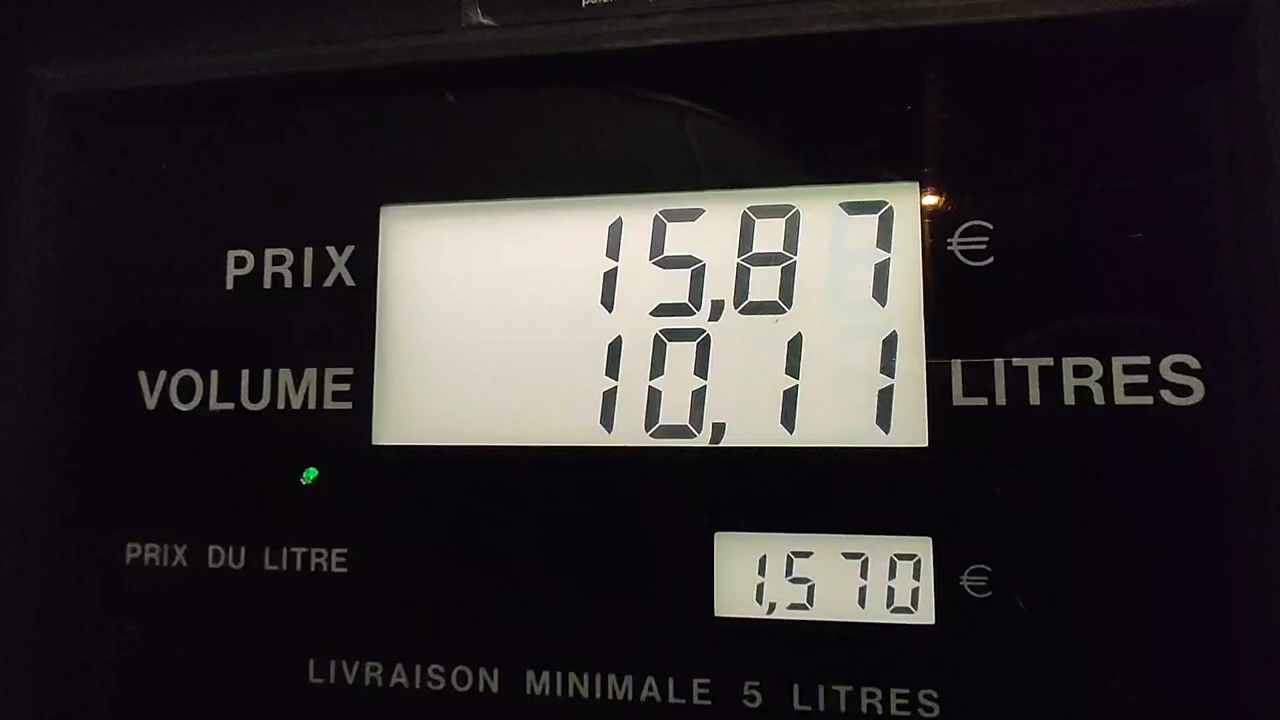 PRIX 15,87 €
VOLUME 10,11 LITRES
PRIX DU LITRE 1,570 €
LIVRAISON MINIMALE 5 LITRES